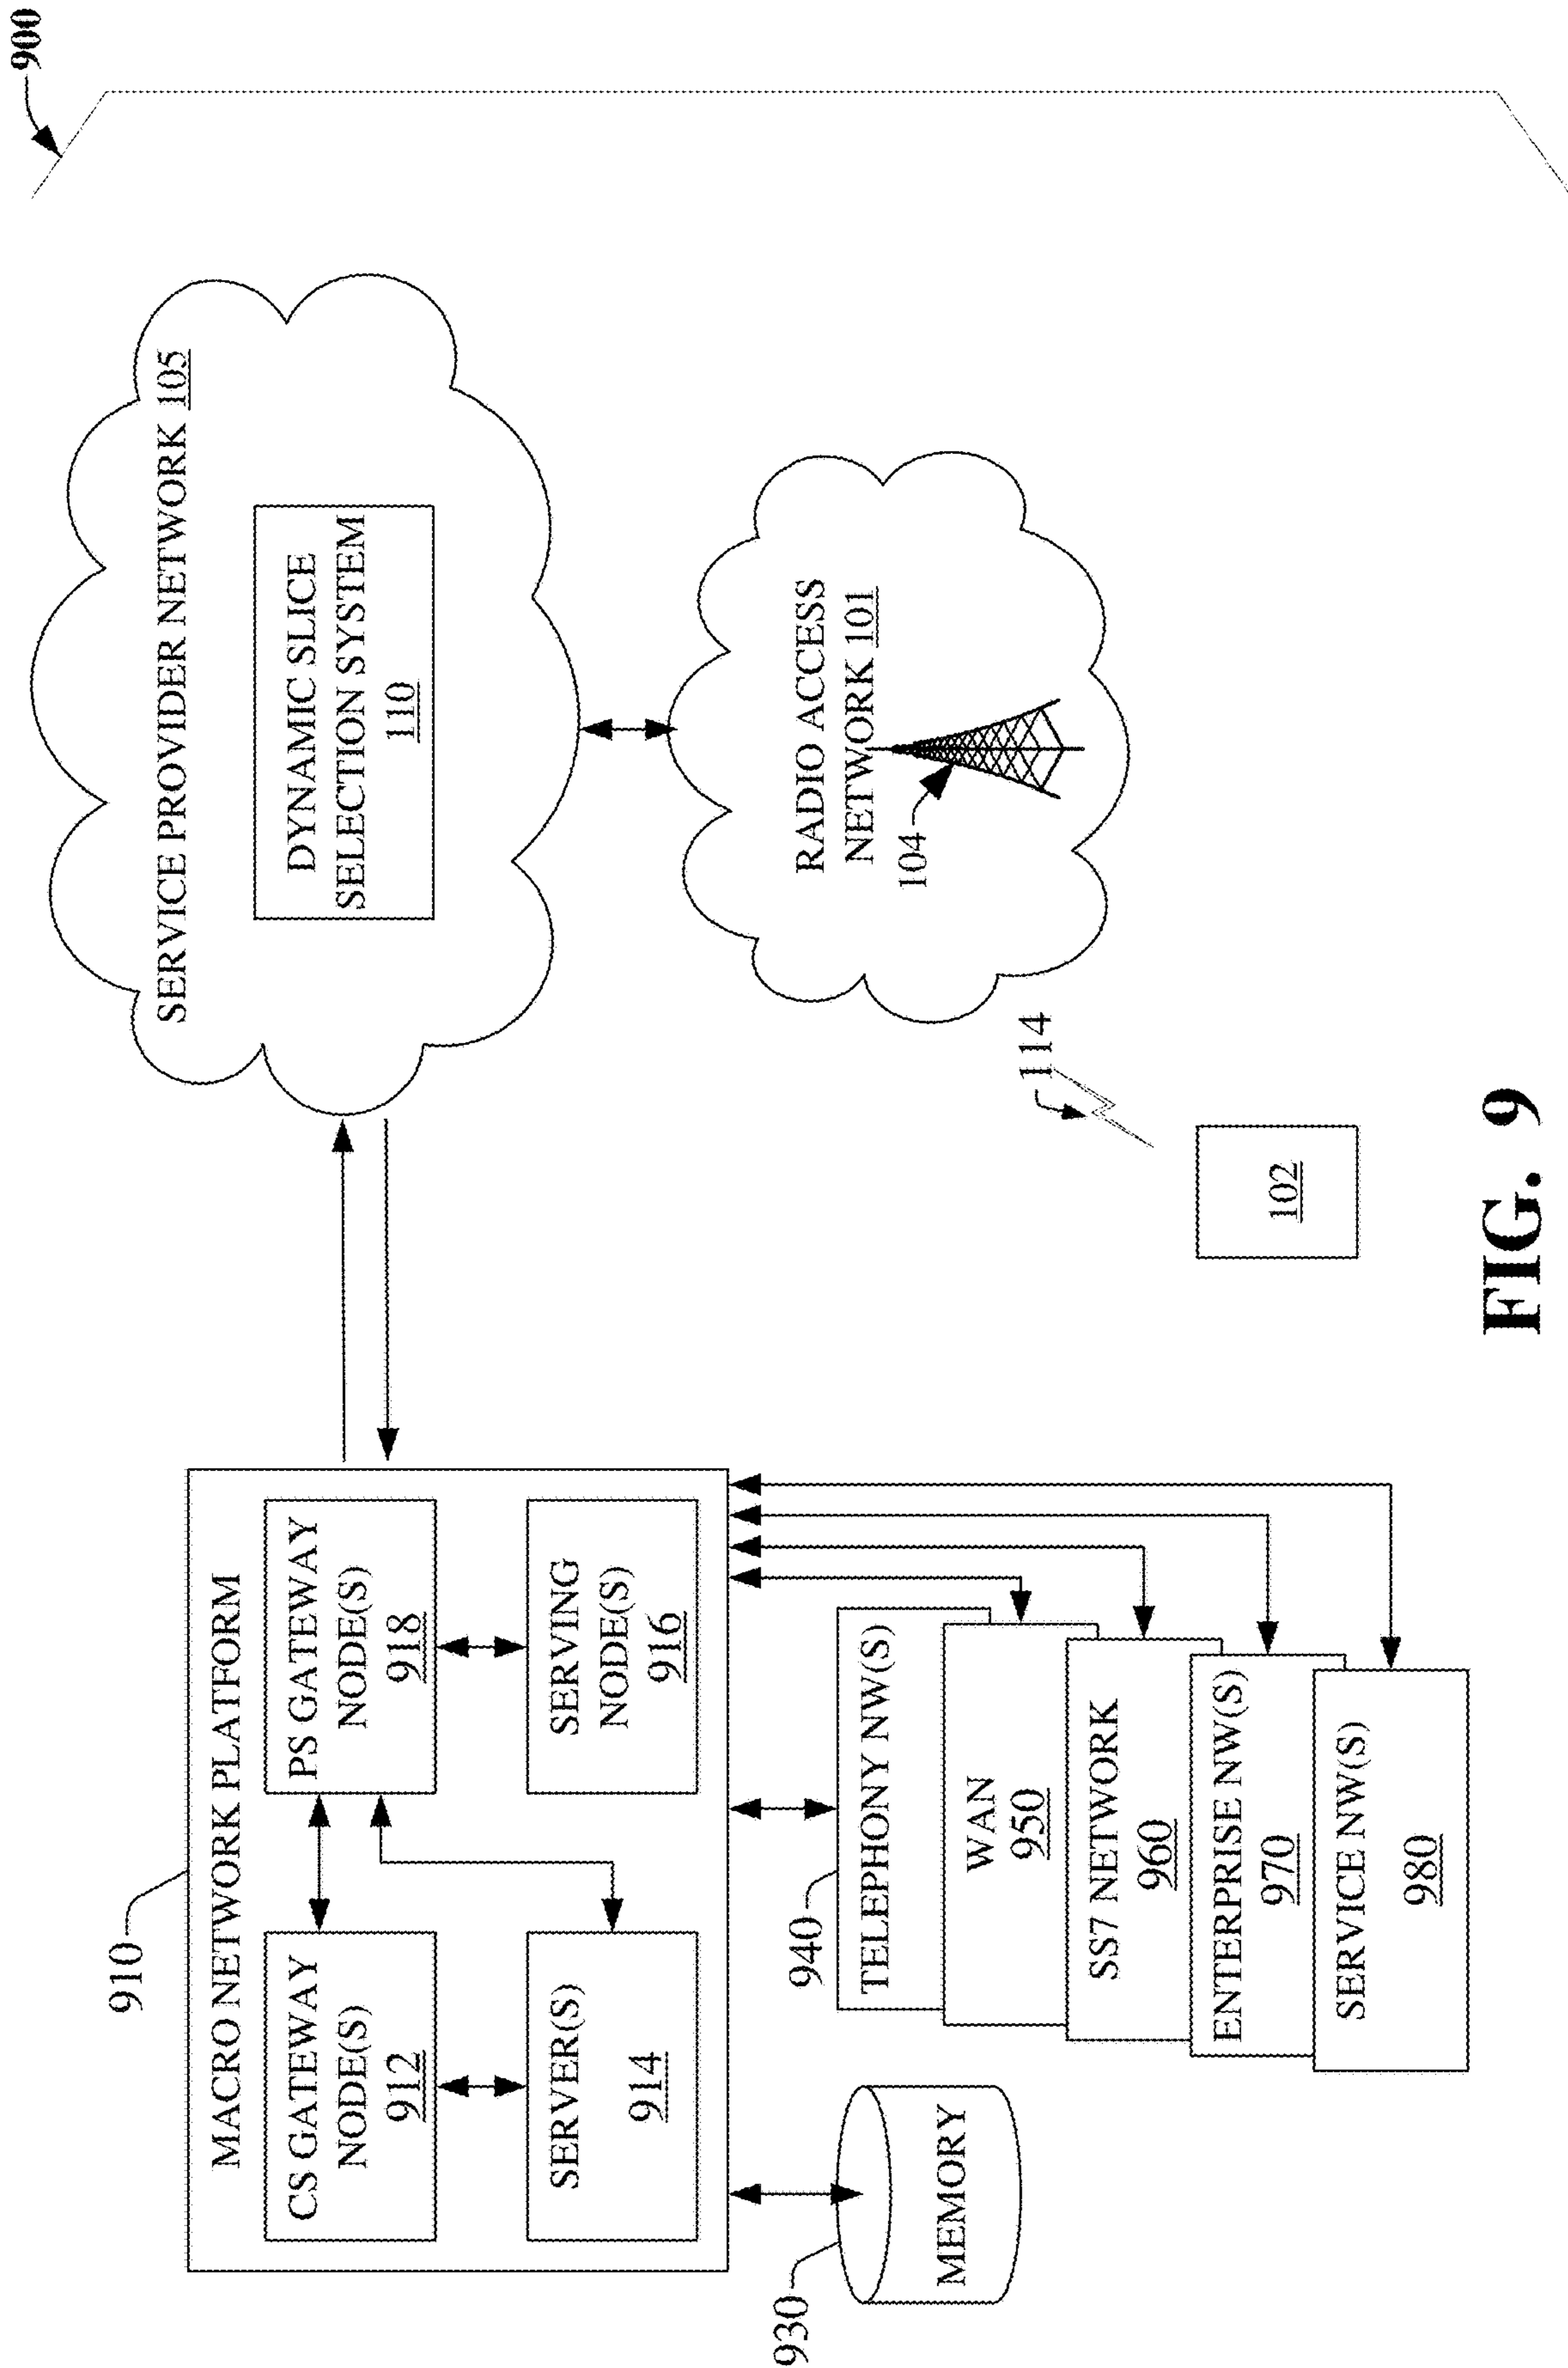 900
910
MACRO NETWORK PLATFORM
CS GATEWAY
NODE(S)
912
PS GATEWAY
NODE(S)
918
SERVER(S)
914
SERVING
NODE(S)
916
SERVICE PROVIDER NETWORK 105
DYNAMIC SLICE
SELECTION SYSTEM
110
RADIO ACCESS
NETWORK 101
104
114
102
930
MEMORY
940
TELEPHONY NW(S)
WAN
950
SS7 NETWORK
960
ENTERPRISE NW(S)
970
SERVICE NW(S)
980
FIG. 9